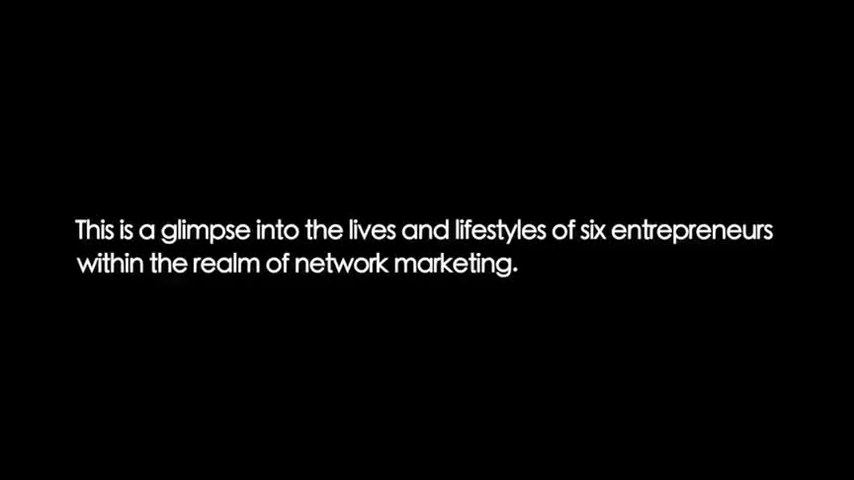 This is a glimpse into the lives and lifestyles of six entrepreneurs
within the realm of network marketing.